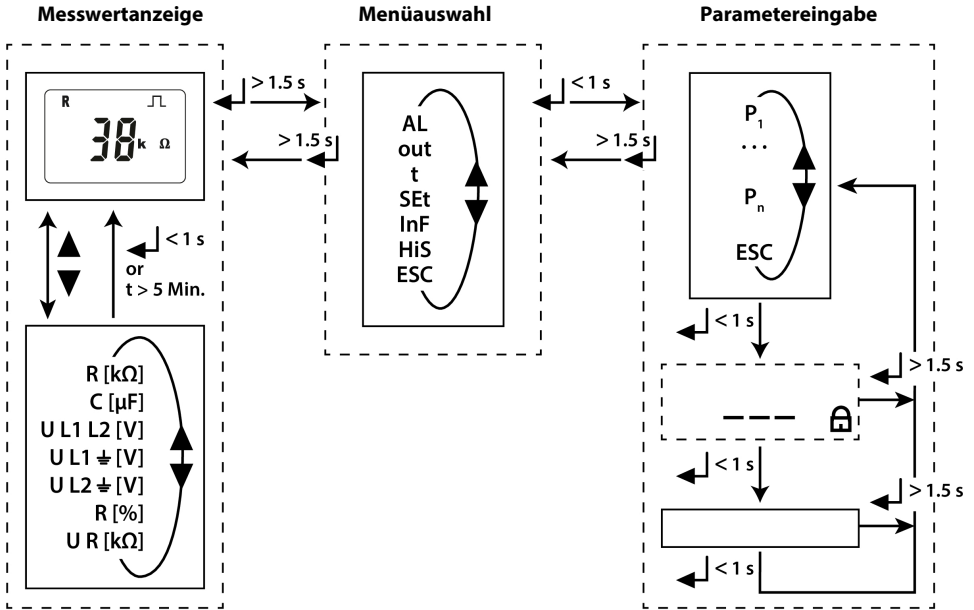 Messwertanzeige
R
38 k Ω
< 1 s
or
t > 5 Min.
R [kΩ]
C [µF]
U L1 L2 [V]
U L1 ⏚ [V]
U L2 ⏚ [V]
R [%]
U R [kΩ]
> 1.5 s
> 1.5 s
Menüauswahl
AL
out
t
SEt
InF
HiS
ESC
< 1 s
> 1.5 s
Parametereingabe
P₁
...
Pₙ
ESC
< 1 s
> 1.5 s
– – –
< 1 s
> 1.5 s
< 1 s